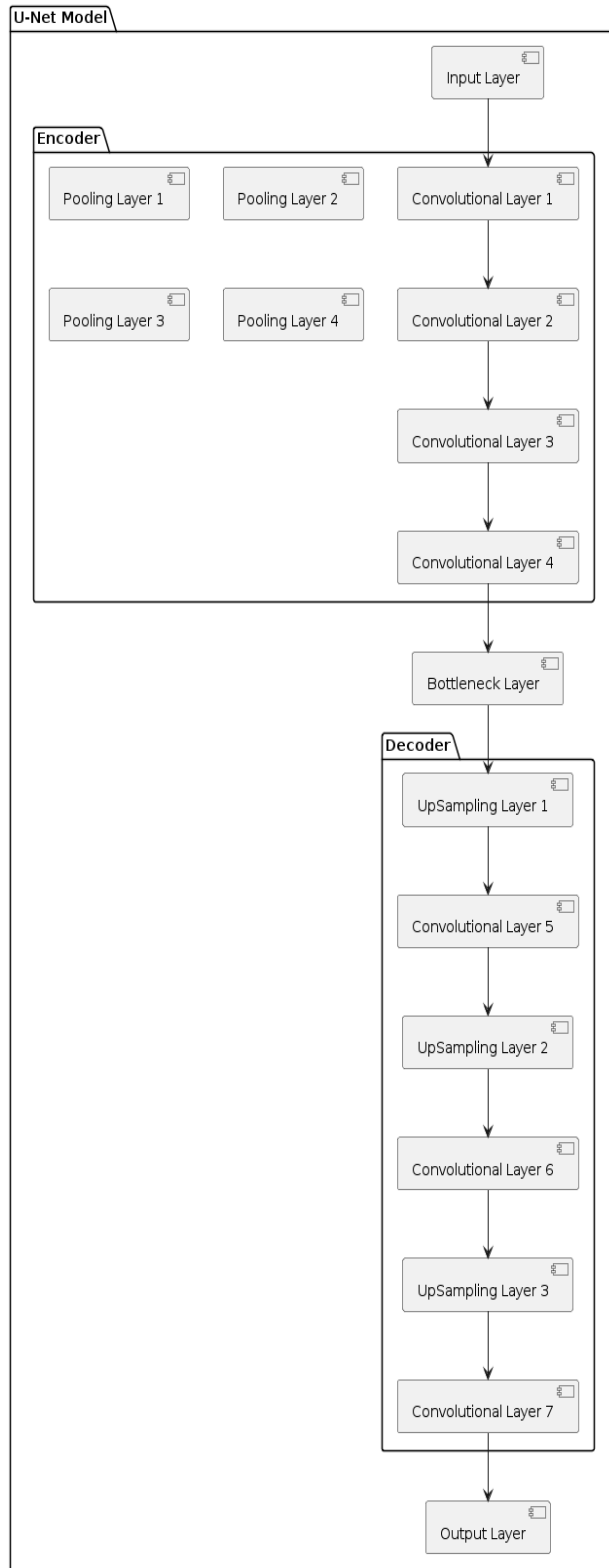 U-Net Model
Input Layer
Encoder
Pooling Layer 1
Pooling Layer 2
Convolutional Layer 1
Pooling Layer 3
Pooling Layer 4
Convolutional Layer 2
Convolutional Layer 3
Convolutional Layer 4
Bottleneck Layer
Decoder
UpSampling Layer 1
Convolutional Layer 5
UpSampling Layer 2
Convolutional Layer 6
UpSampling Layer 3
Convolutional Layer 7
Output Layer